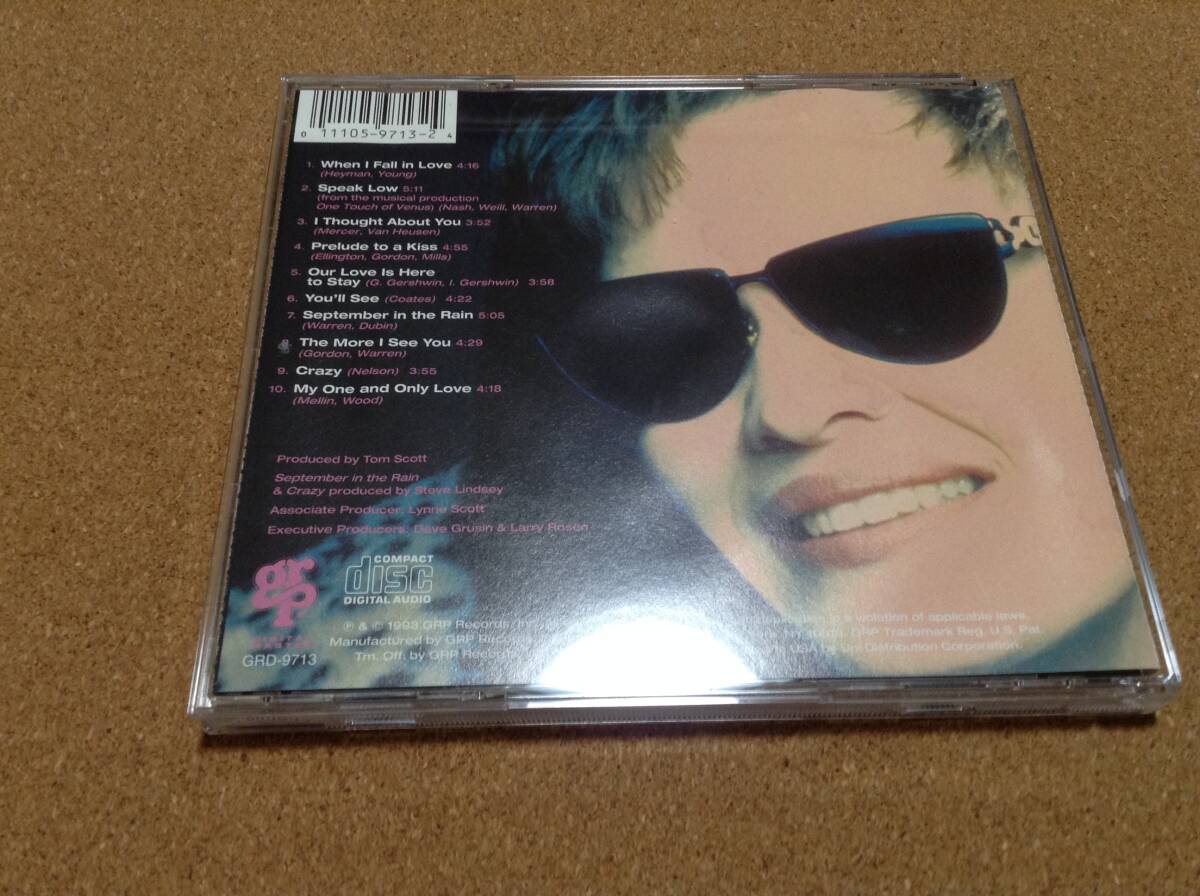 0 11105-9713-2 4
1. When I Fall in Love 4:16
(Heyman, Young)
2. Speak Low 5:11
(from the musical production
One Touch of Venus) (Nash, Weill, Warren)
3. I Thought About You 3:52
(Mercer, Van Heusen)
4. Prelude to a Kiss 4:55
(Ellington, Gordon, Mills)
5. Our Love Is Here
to Stay (G. Gershwin, I. Gershwin) 3:58
6. You'll See (Coates) 4:22
7. September in the Rain 5:05
(Warren, Dubin)
8. The More I See You 4:29
(Gordon, Warren)
9. Crazy (Nelson) 3:55
10. My One and Only Love 4:18
(Mellin, Wood)
Produced by Tom Scott
September in the Rain
& Crazy produced by Steve Lindsey
Associate Producer: Lynne Scott
Executive Producers: Dave Grusin & Larry Rosen
grp
DIGITAL MASTER
GRD-9713
COMPACT
disc
DIGITAL AUDIO
℗ & © 1993 GRP Records, Inc. is a violation of applicable laws.
Manufactured by GRP Records GRP Trademark Reg. U.S. Pat.
Tm. Off. by GRP Records USA by Uni Distribution Corporation.